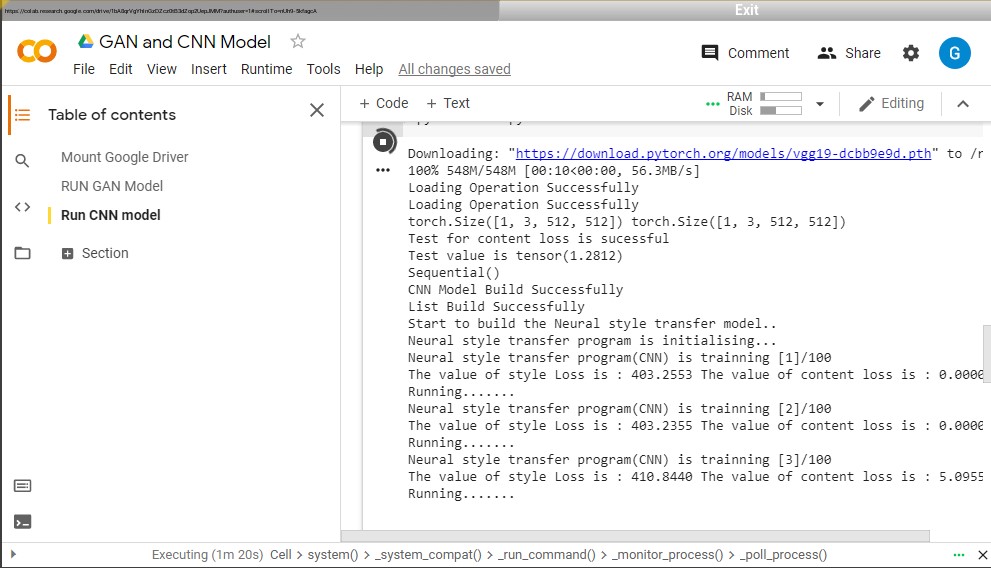 Exit
GAN and CNN Model
File Edit View Insert Runtime Tools Help All changes saved
Comment Share G
Table of contents
Mount Google Driver
RUN GAN Model
Run CNN model
Section
+ Code + Text
RAM
Disk
Editing
Downloading: "https://download.pytorch.org/models/vgg19-dcbb9e9d.pth" to /r
100% 548M/548M [00:10<00:00, 56.3MB/s]
Loading Operation Successfully
Loading Operation Successfully
torch.Size([1, 3, 512, 512]) torch.Size([1, 3, 512, 512])
Test for content loss is sucessful
Test value is tensor(1.2812)
Sequential()
CNN Model Build Successfully
List Build Successfully
Start to build the Neural style transfer model..
Neural style transfer program is initialising...
Neural style transfer program(CNN) is trainning [1]/100
The value of style Loss is : 403.2553 The value of content loss is : 0.0000
Running.......
Neural style transfer program(CNN) is trainning [2]/100
The value of style Loss is : 403.2355 The value of content loss is : 0.0000
Running.......
Neural style transfer program(CNN) is trainning [3]/100
The value of style Loss is : 410.8440 The value of content loss is : 5.0955
Running.......
Executing (1m 20s) Cell > system() > _system_compat() > _run_command() > _monitor_process() > _poll_process()